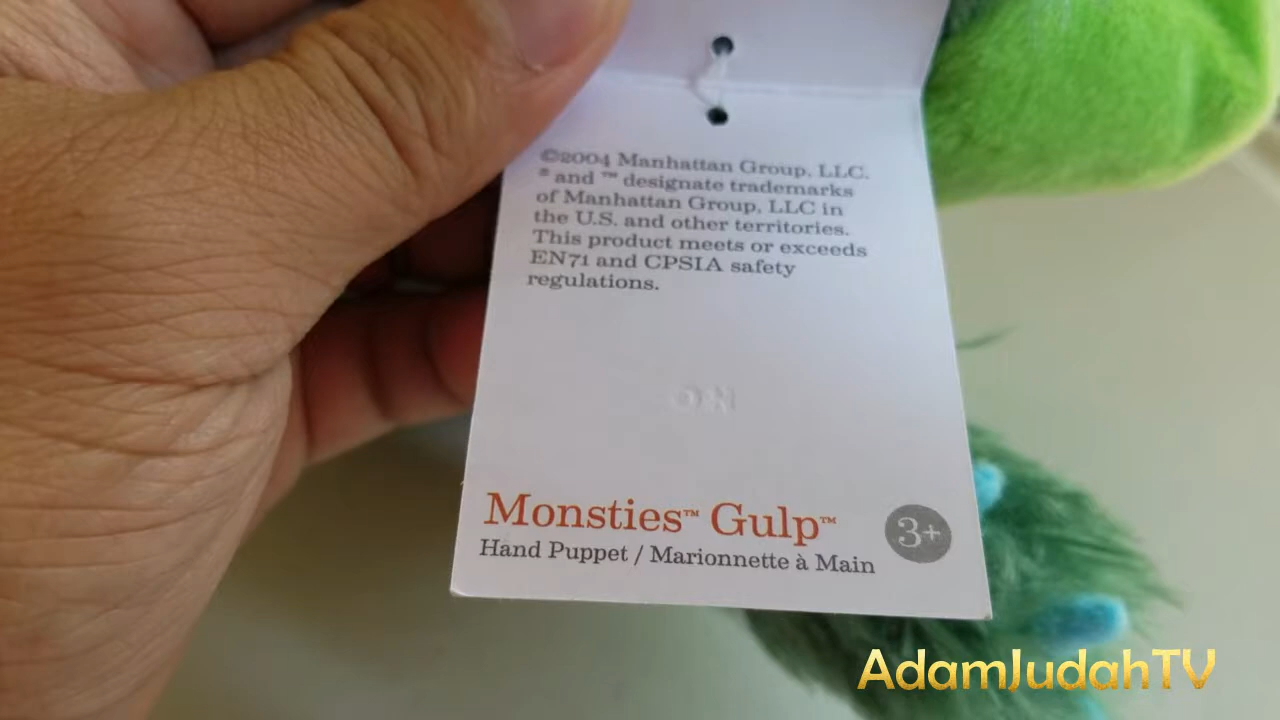 ©2004 Manhattan Group, LLC.
® and ™ designate trademarks
of Manhattan Group, LLC in
the U.S. and other territories.
This product meets or exceeds
EN71 and CPSIA safety
regulations.
Monsties™ Gulp™
3+
Hand Puppet / Marionnette à Main
AdamJudahTV